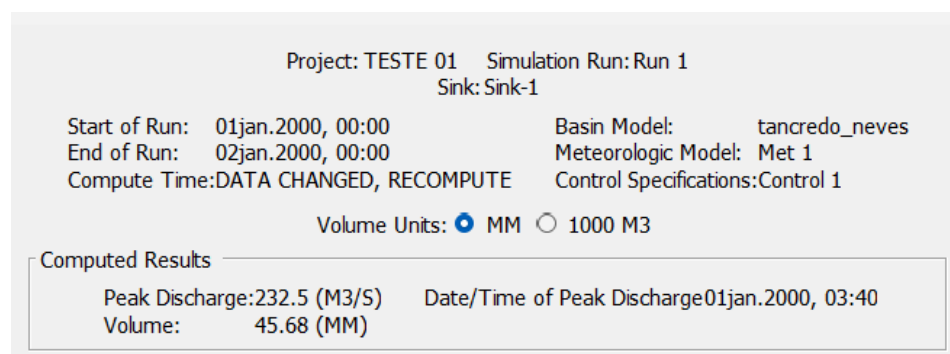 Project: TESTE 01 Simulation Run: Run 1
Sink: Sink-1
Start of Run: 01jan.2000, 00:00 Basin Model: tancredo_neves
End of Run: 02jan.2000, 00:00 Meteorologic Model: Met 1
Compute Time:DATA CHANGED, RECOMPUTE Control Specifications:Control 1
Volume Units: MM 1000 M3
Computed Results
Peak Discharge:232.5 (M3/S) Date/Time of Peak Discharge01jan.2000, 03:40
Volume: 45.68 (MM)